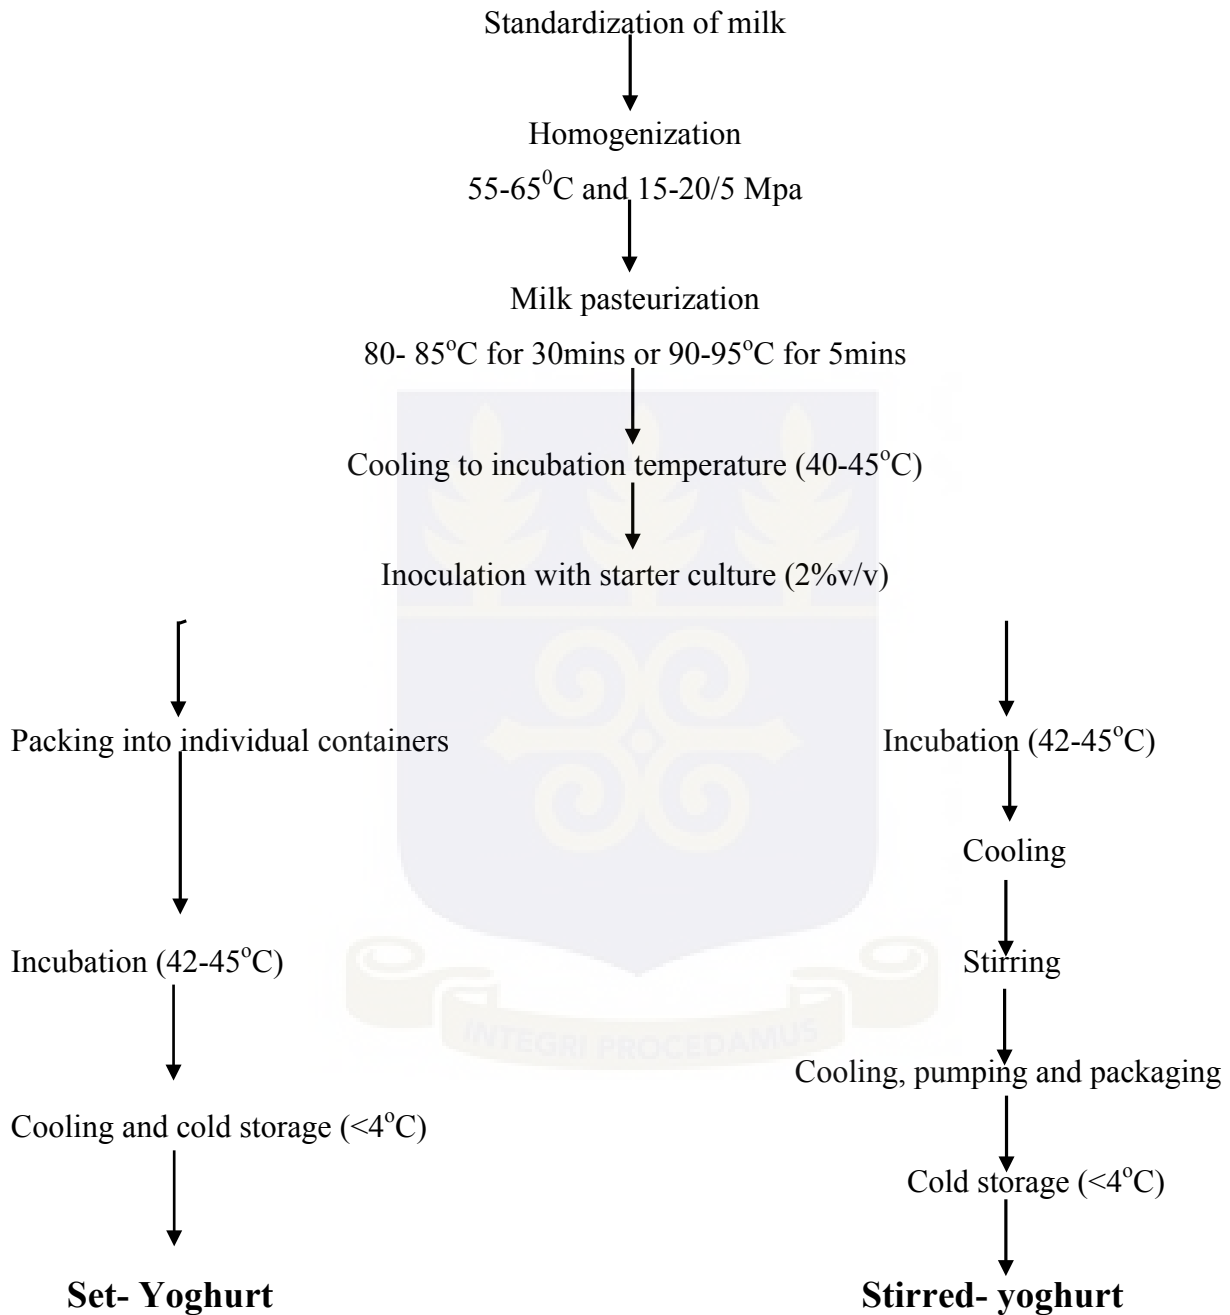 Standardization of milk
Homogenization
55-65⁰C and 15-20/5 Mpa
Milk pasteurization
80- 85ᵒC for 30mins or 90-95ᵒC for 5mins
Cooling to incubation temperature (40-45ᵒC)
Inoculation with starter culture (2%v/v)
Packing into individual containers
Incubation (42-45ᵒC)
Cooling and cold storage (<4ᵒC)
Set- Yoghurt
Incubation (42-45ᵒC)
Cooling
Stirring
Cooling, pumping and packaging
Cold storage (<4ᵒC)
Stirred- yoghurt
INTEGRI PROCEDAMUS